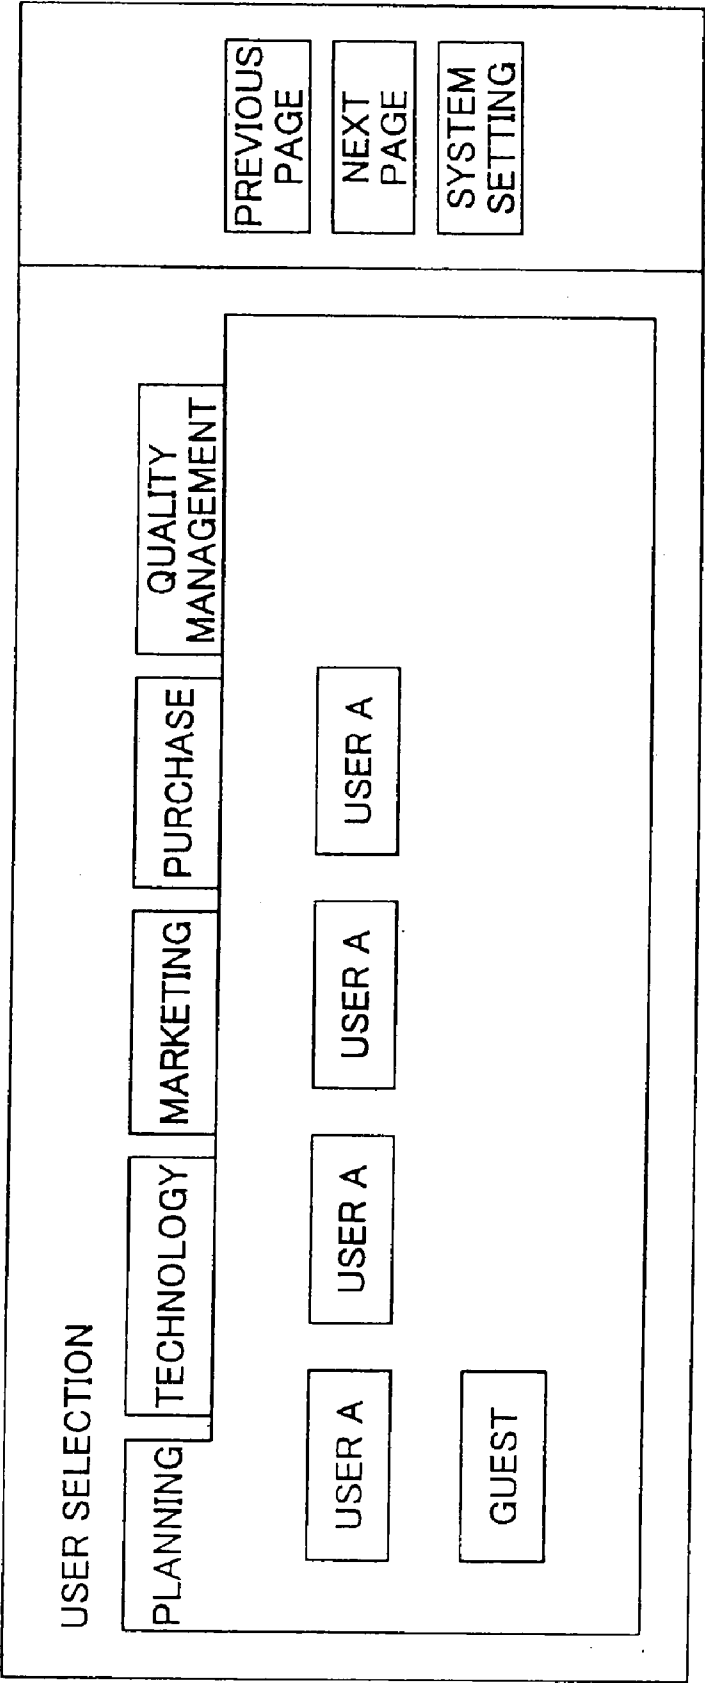 USER SELECTION
PLANNING
TECHNOLOGY
MARKETING
PURCHASE
QUALITY
MANAGEMENT
USER A
USER A
USER A
USER A
GUEST
PREVIOUS
PAGE
NEXT
PAGE
SYSTEM
SETTING